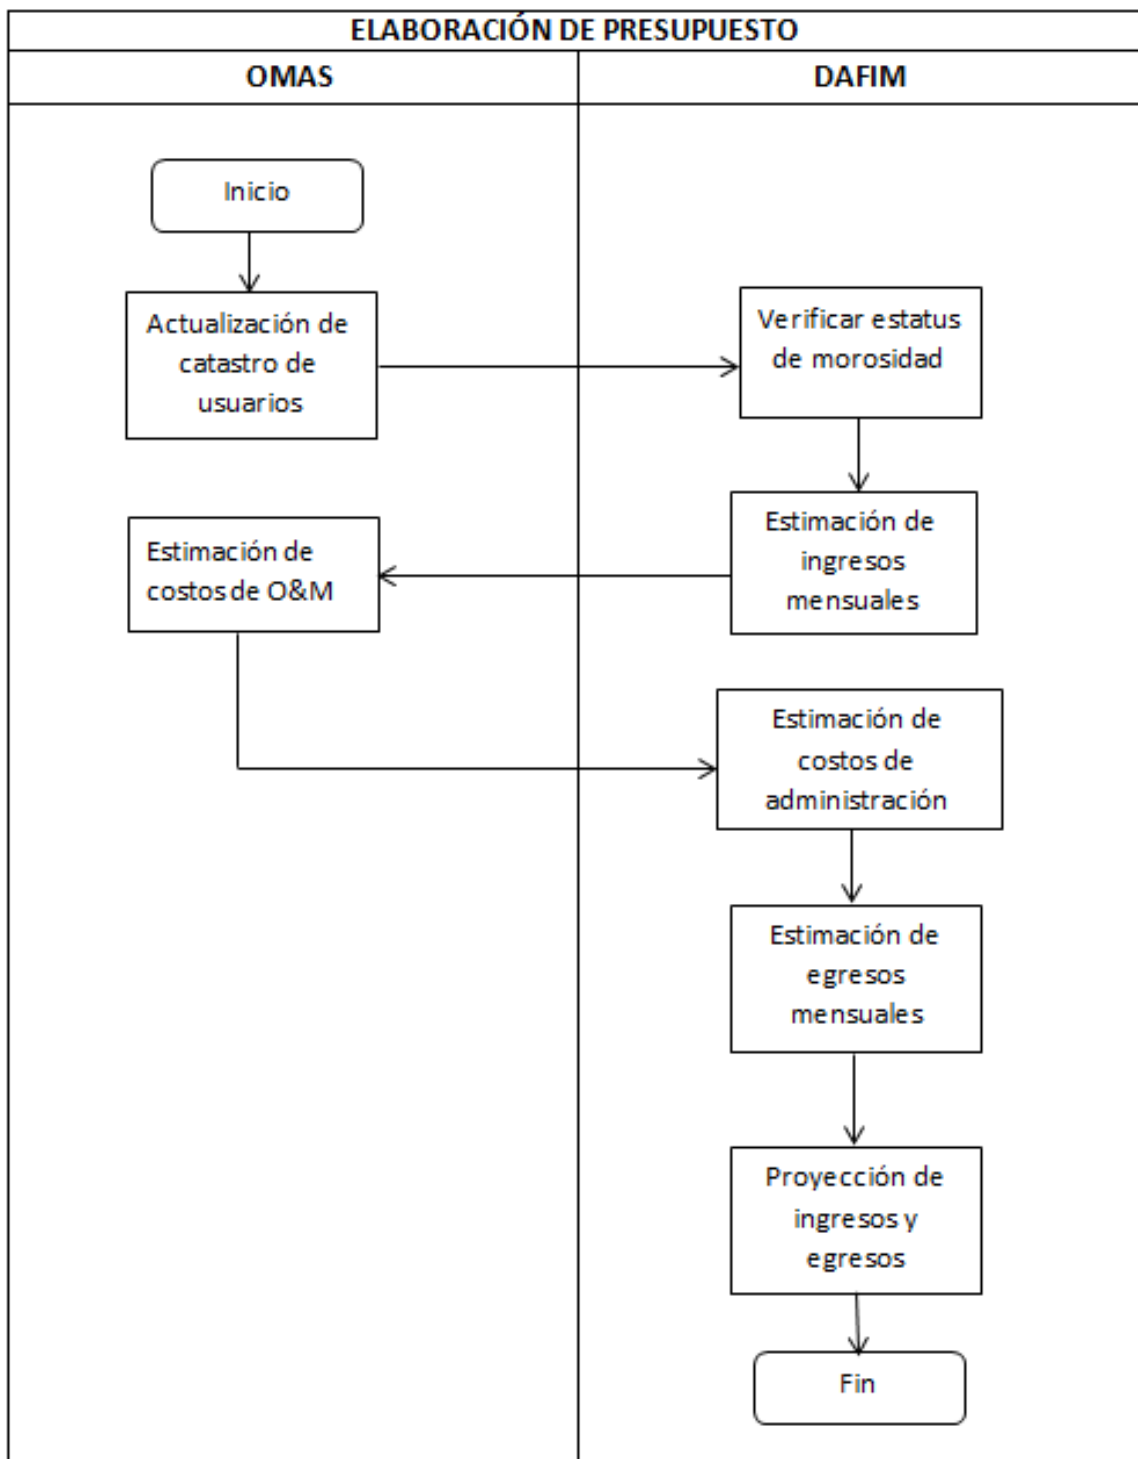 ELABORACIÓN DE PRESUPUESTO
OMAS
DAFIM
Inicio
Actualización de
catastro de
usuarios
Verificar estatus
de morosidad
Estimación de
ingresos
mensuales
Estimación de
costos de O&M
Estimación de
costos de
administración
Estimación de
egresos
mensuales
Proyección de
ingresos y
egresos
Fin